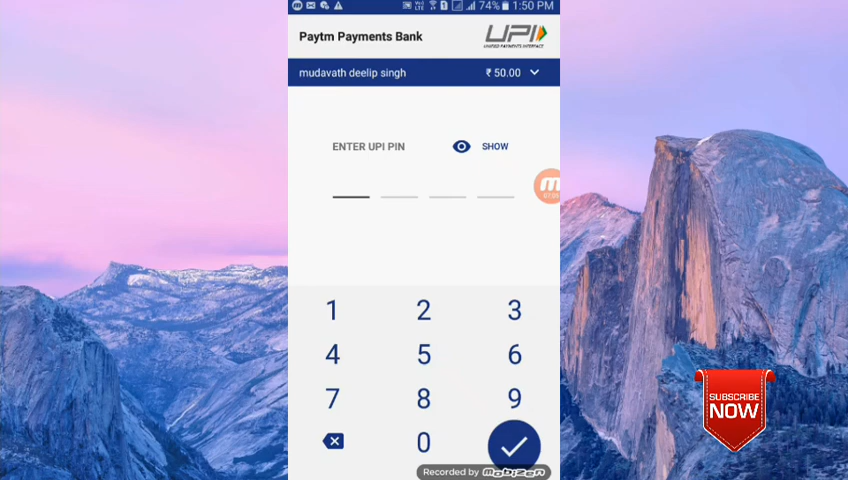 74% 1:50 PM
Paytm Payments Bank
UPI
UNIFIED PAYMENTS INTERFACE
mudavath deelip singh ₹ 50.00
ENTER UPI PIN SHOW
1 2 3
4 5 6
7 8 9
0
SUBSCRIBE
NOW
Recorded by mobizen